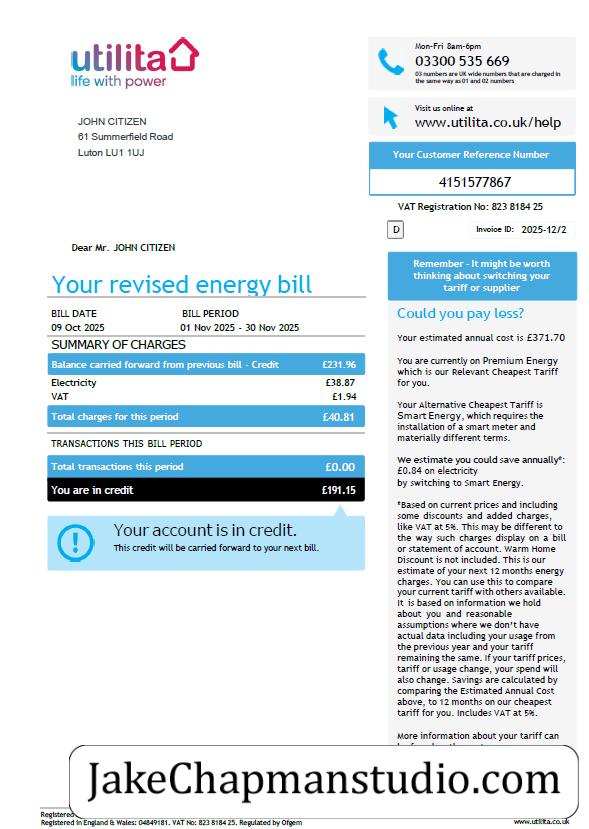 utilita
life with power
Mon-Fri 8am-6pm
03300 535 669
03 numbers are UK wide numbers that are charged in
the same way as 01 and 02 numbers
Visit us online at
www.utilita.co.uk/help
JOHN CITIZEN
61 Summerfield Road
Luton LU1 1UJ
Your Customer Reference Number
4151577867
VAT Registration No: 823 8184 25
D
Invoice ID: 2025-12/2
Dear Mr. JOHN CITIZEN
Your revised energy bill
BILL DATE
BILL PERIOD
09 Oct 2025
01 Nov 2025 - 30 Nov 2025
SUMMARY OF CHARGES
Balance carried forward from previous bill - Credit £231.96
Electricity £38.87
VAT £1.94
Total charges for this period £40.81
TRANSACTIONS THIS BILL PERIOD
Total transactions this period £0.00
You are in credit £191.15
Your account is in credit.
This credit will be carried forward to your next bill.
Remember - It might be worth
thinking about switching your
tariff or supplier
Could you pay less?
Your estimated annual cost is £371.70
You are currently on Premium Energy
which is our Relevant Cheapest Tariff
for you.
Your Alternative Cheapest Tariff is
Smart Energy, which requires the
installation of a smart meter and
materially different terms.
We estimate you could save annually*:
£0.84 on electricity
by switching to Smart Energy.
*Based on current prices and including
some discounts and added charges,
like VAT at 5%. This may be different to
the way such charges display on a bill
or statement of account. Warm Home
Discount is not included. This is our
estimate of your next 12 months energy
charges. You can use this to compare
your current tariff with others available.
It is based on information we hold
about you and reasonable
assumptions where we don't have
actual data including your usage from
the previous year and your tariff
remaining the same. If your tariff prices,
tariff or usage change, your spend will
also change. Savings are calculated by
comparing the Estimated Annual Cost
above, to 12 months on our cheapest
tariff for you. Includes VAT at 5%.
More information about your tariff can
JakeChapmanstudio.com
Registered
Registered in England & Wales: 04849181. VAT No: 823 8184 25. Regulated by Ofgem
www.utilita.co.uk